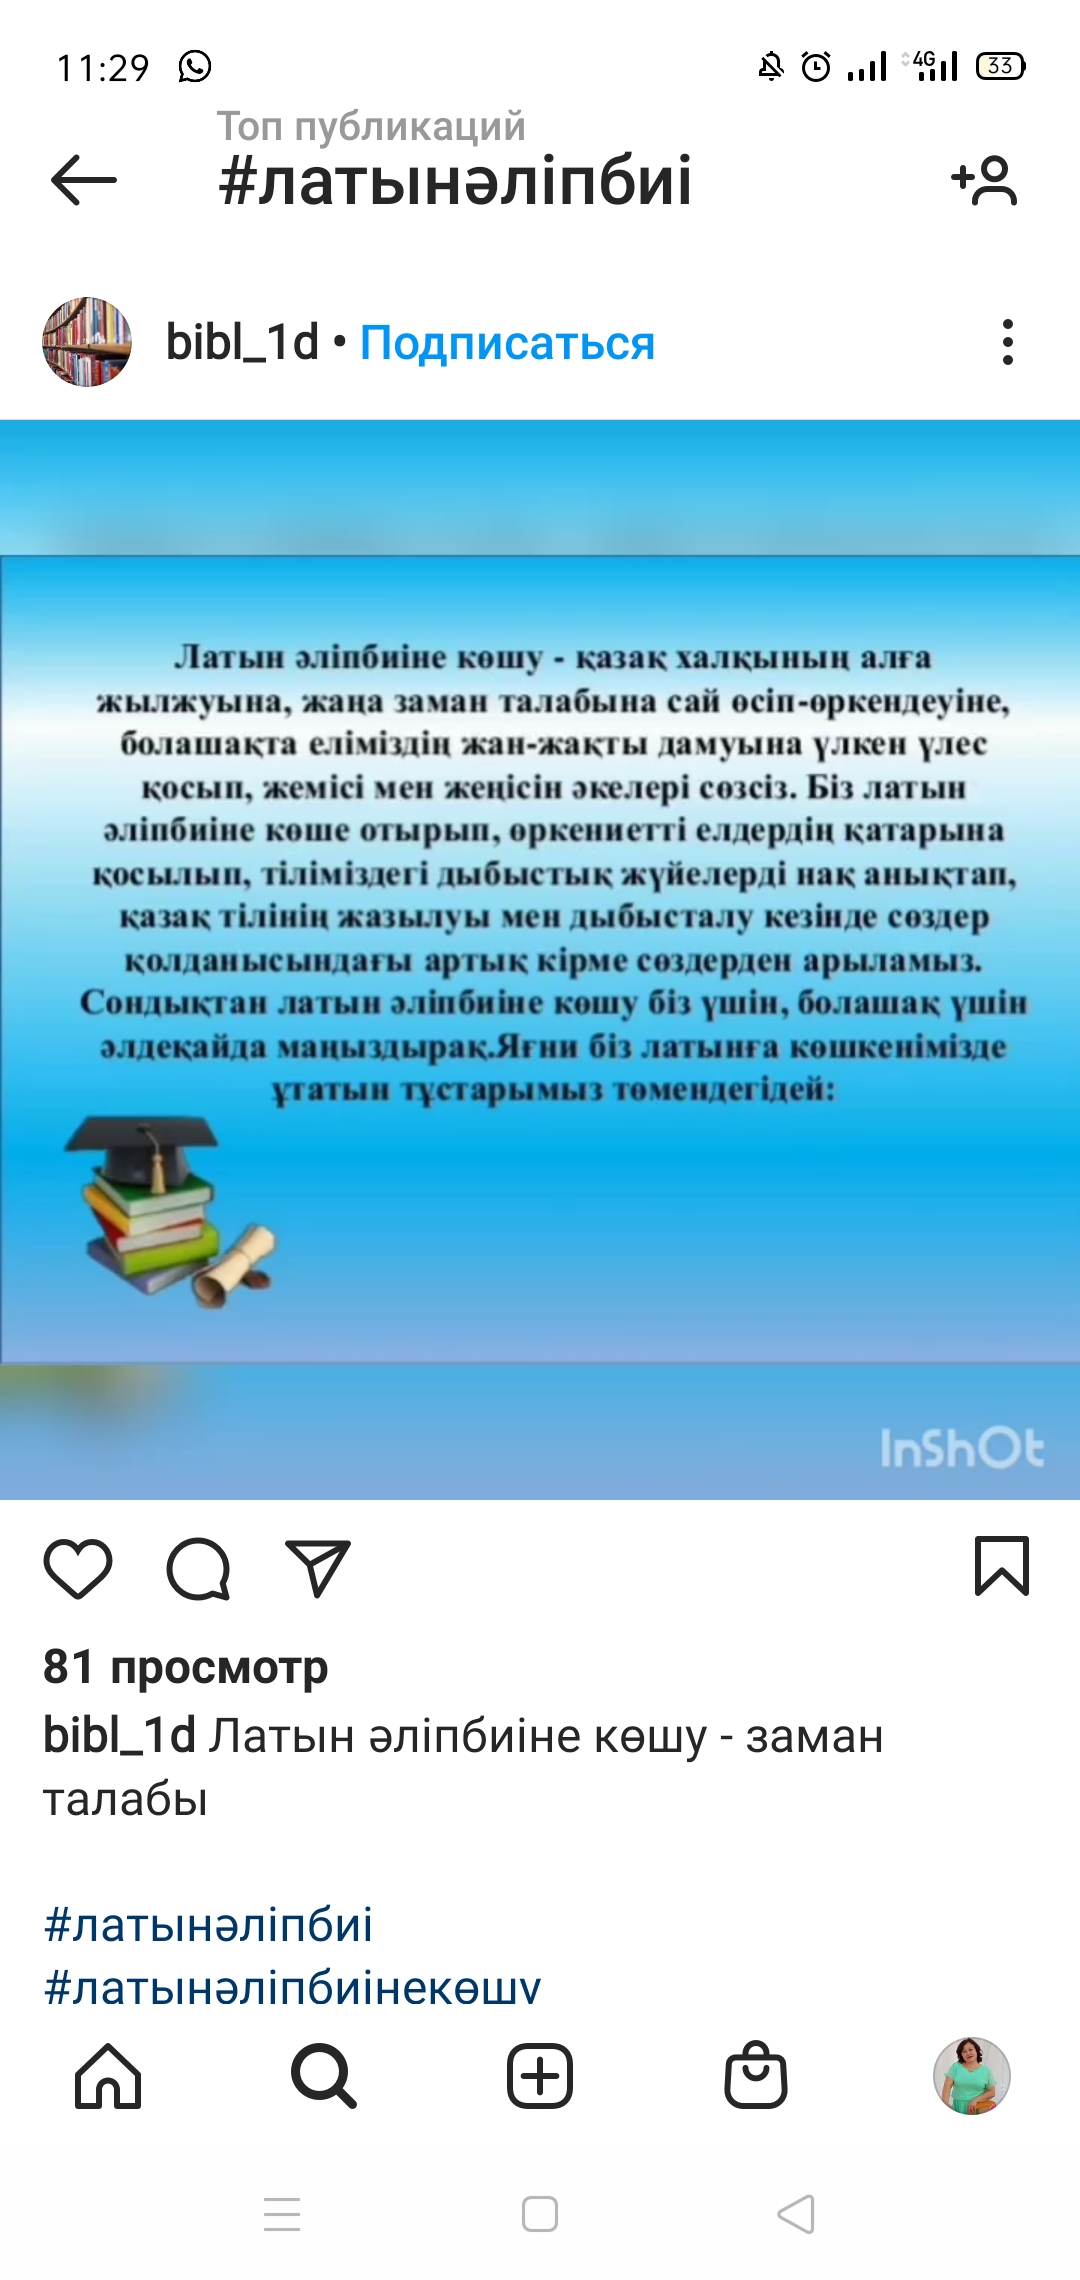 11:29
4G
33
Топ публикаций
#латынәліпбиі
bibl_1d • Подписаться
Латын әліпбиіне көшу - қазақ халқының алға
жылжуына, жаңа заман талабына сай өсіп-өркендеуіне,
болашақта еліміздің жан-жақты дамуына үлкен үлес
қосып, жемісі мен жеңісін әкелері сөзсіз. Біз латын
әліпбиіне көше отырып, өркениетті елдердің қатарына
қосылып, тіліміздегі дыбыстық жүйелерді нақ анықтап,
қазақ тілінің жазылуы мен дыбысталу кезінде сөздер
қолданысындағы артық кірме сөздерден арыламыз.
Сондықтан латын әліпбиіне көшу біз үшін, болашақ үшін
әлдеқайда маңыздырақ.Яғни біз латынға көшкенімізде
ұтатын тұстарымыз төмендегідей:
InShOt
81 просмотр
bibl_1d Латын әліпбиіне көшу - заман
талабы
#латынәліпбиі
#латынәліпбиінекөшу